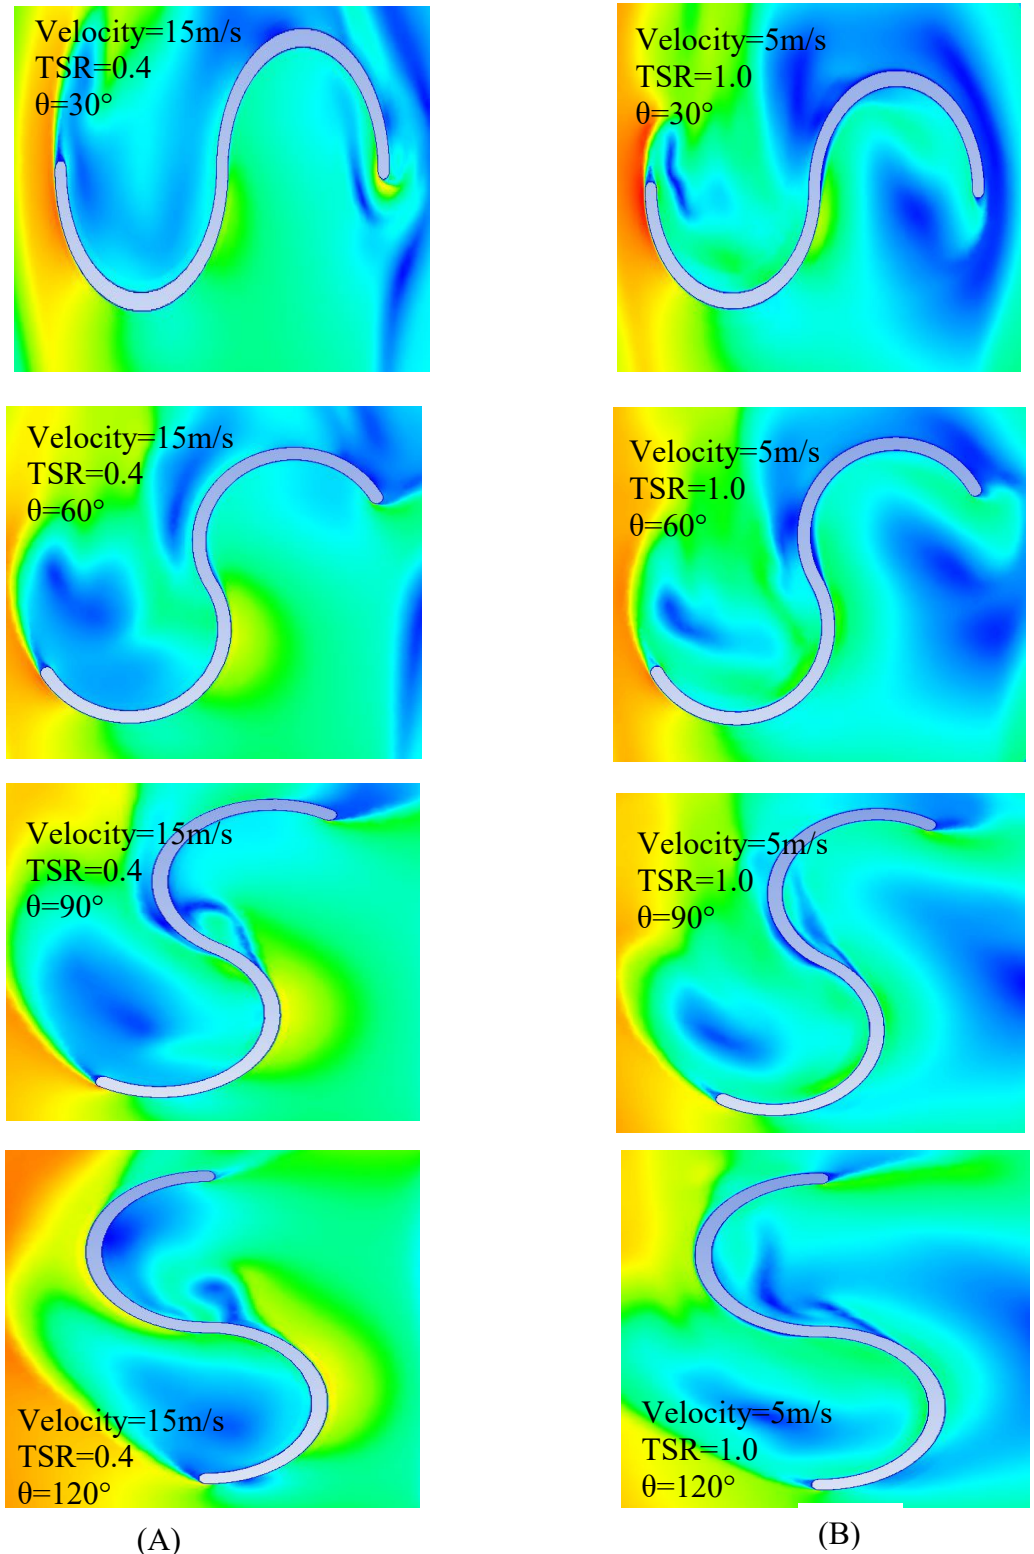 Velocity=15m/s
TSR=0.4
θ=30°
Velocity=5m/s
TSR=1.0
θ=30°
Velocity=15m/s
TSR=0.4
θ=60°
Velocity=5m/s
TSR=1.0
θ=60°
Velocity=15m/s
TSR=0.4
θ=90°
Velocity=5m/s
TSR=1.0
θ=90°
Velocity=15m/s
TSR=0.4
θ=120°
Velocity=5m/s
TSR=1.0
θ=120°
(A)
(B)